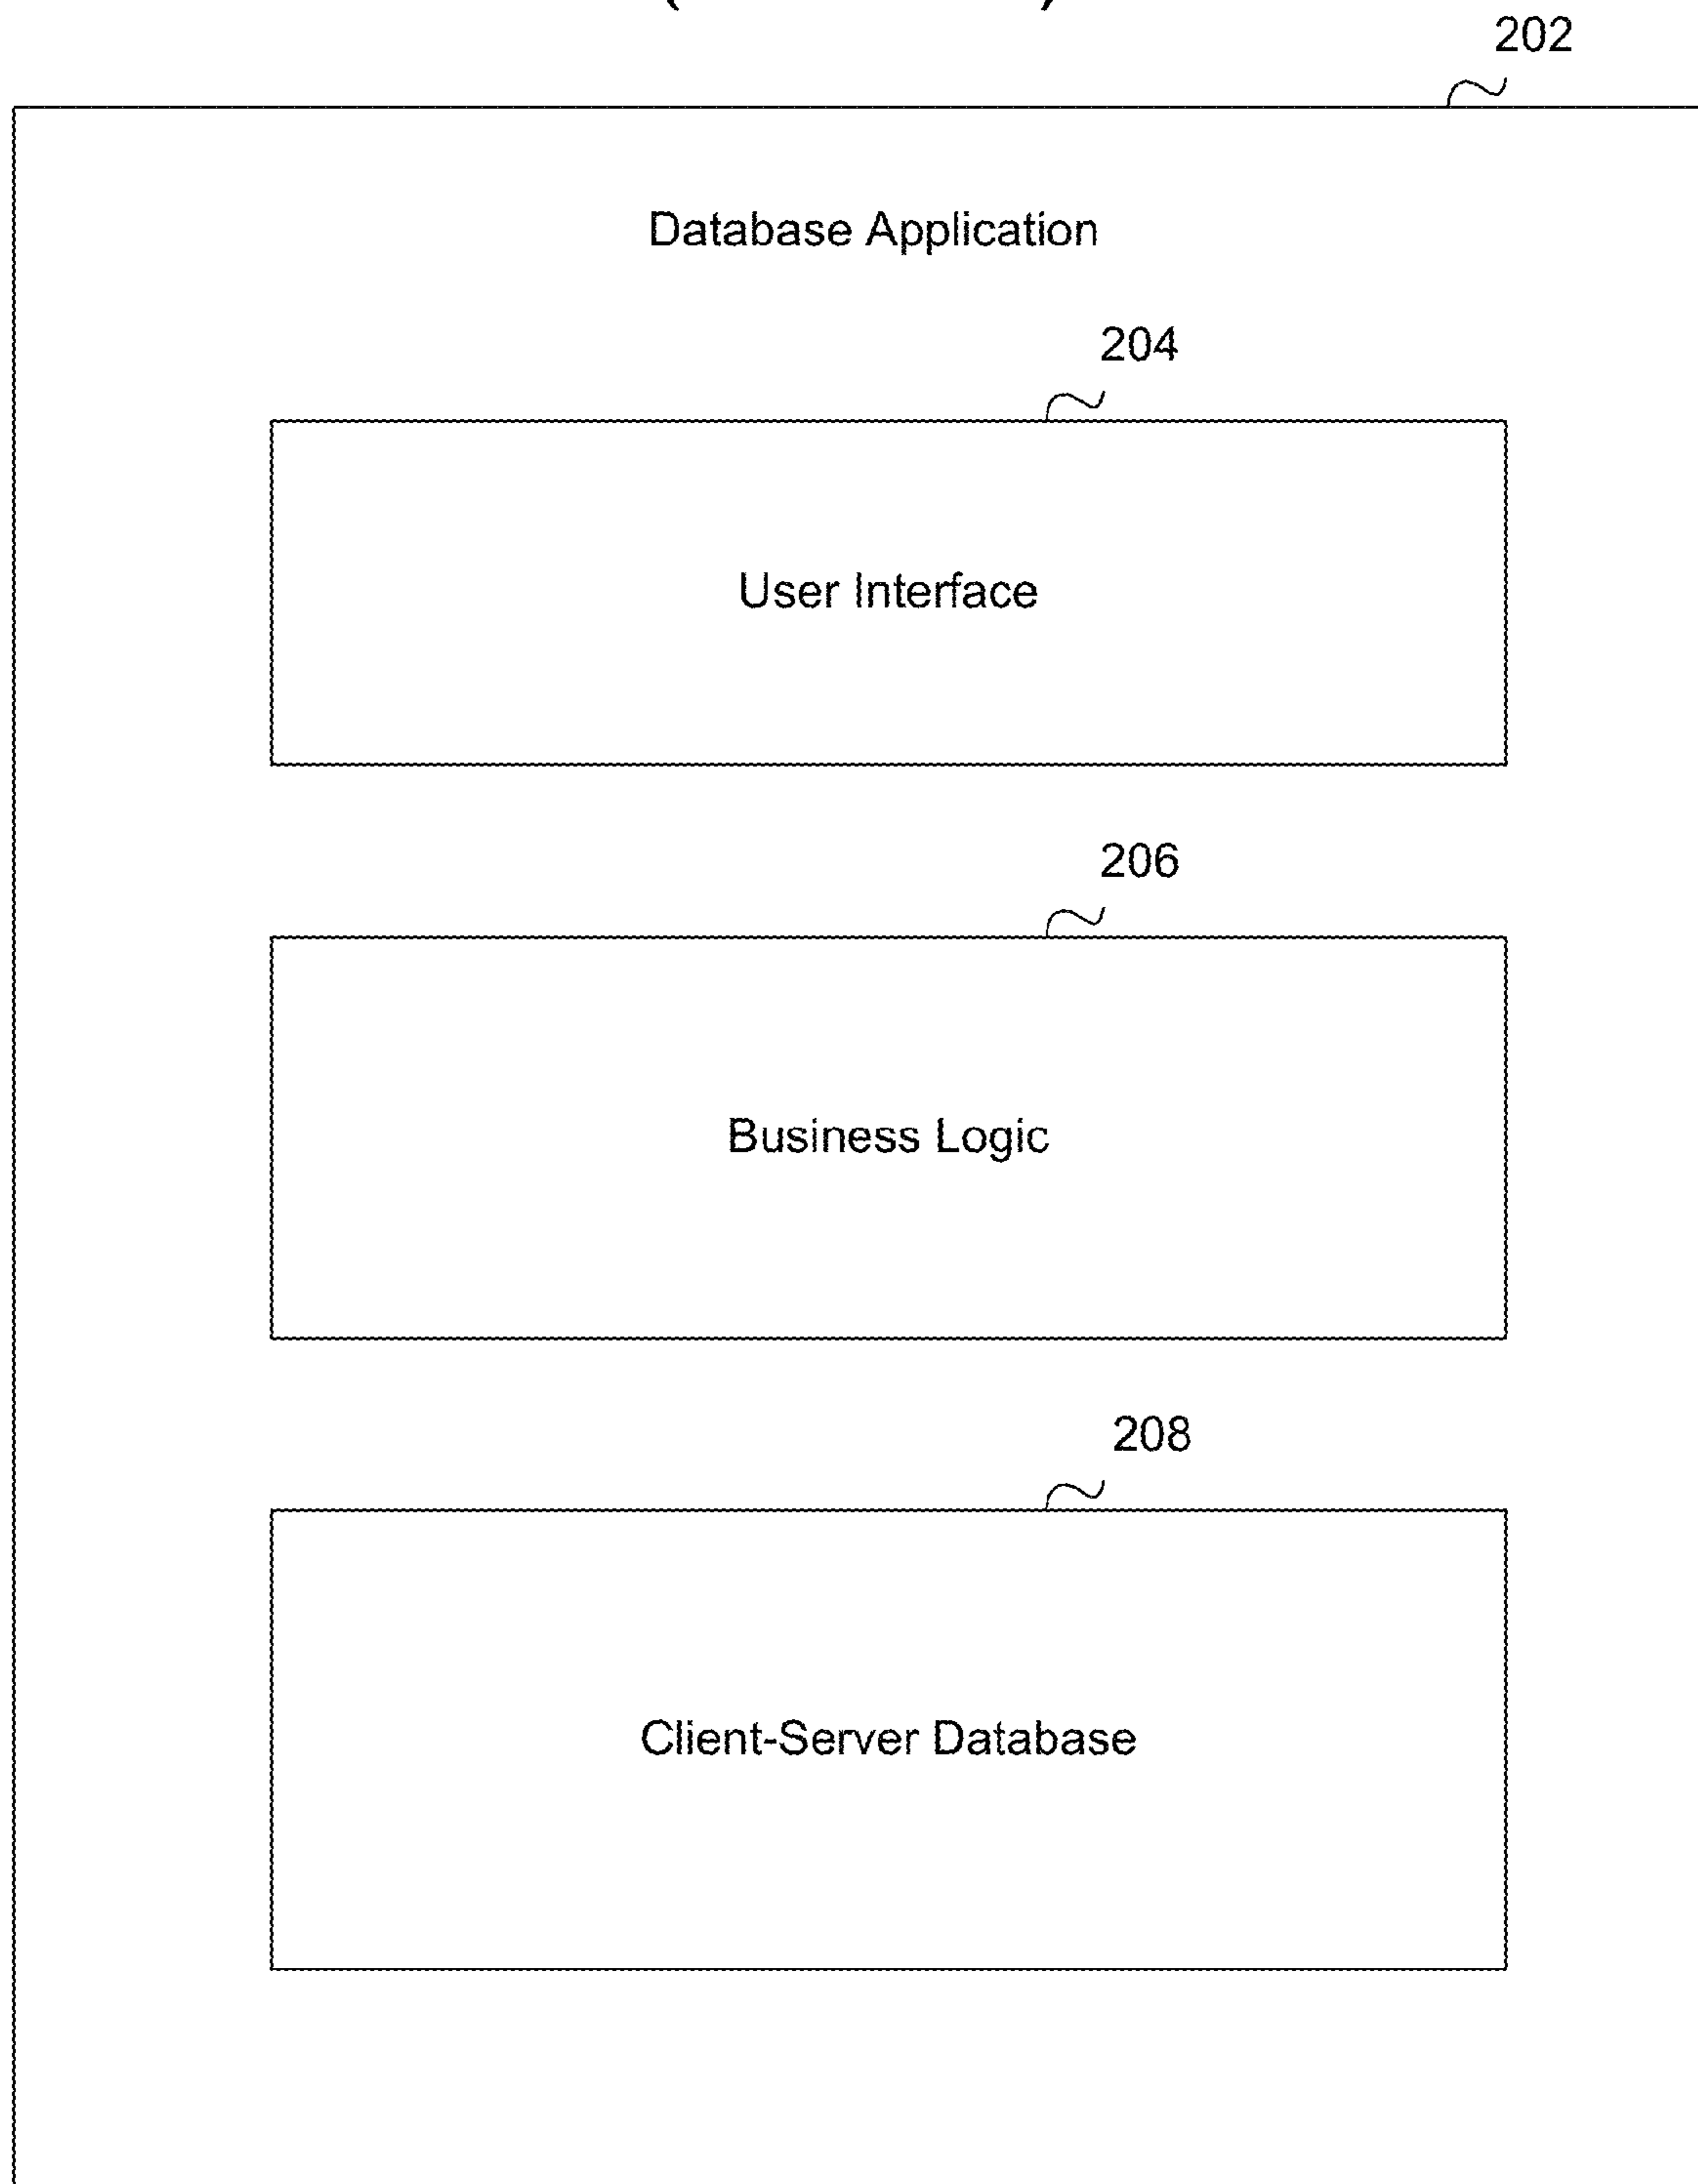 202
Database Application
204
User Interface
206
Business Logic
208
Client-Server Database